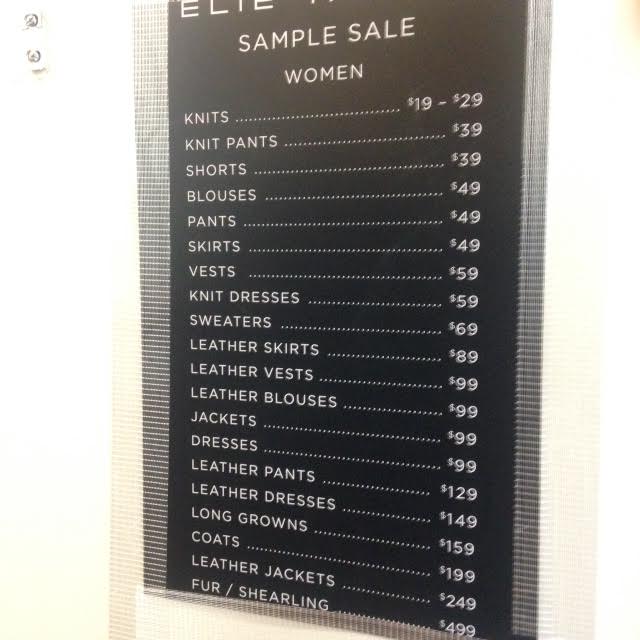 ELIE
SAMPLE SALE
WOMEN
KNITS $19 - $29
KNIT PANTS $39
SHORTS $39
BLOUSES $49
PANTS $49
SKIRTS $49
VESTS $59
KNIT DRESSES $59
SWEATERS $69
LEATHER SKIRTS $89
LEATHER VESTS $99
LEATHER BLOUSES $99
JACKETS $99
DRESSES $99
LEATHER PANTS $129
LEATHER DRESSES $149
LONG GROWNS $159
COATS $199
LEATHER JACKETS $249
FUR / SHEARLING $499